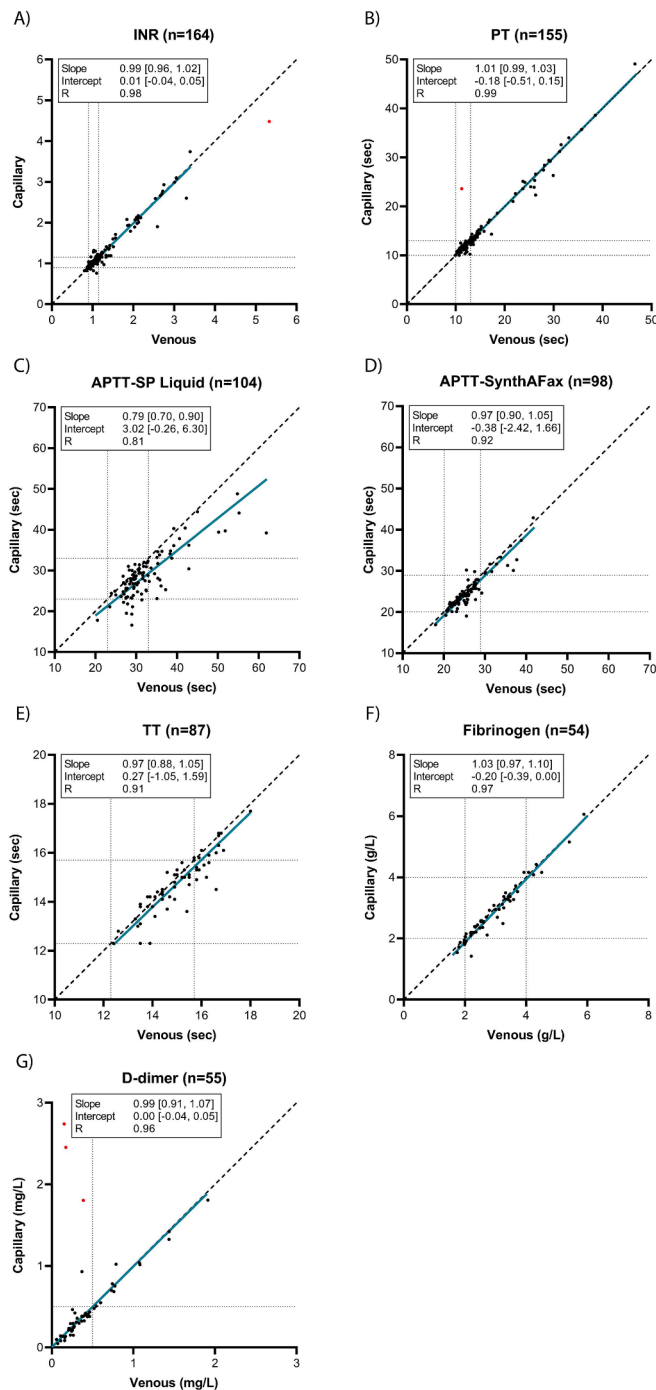 A)
INR (n=164)
Slope 0.99 [0.96, 1.02]
Intercept 0.01 [-0.04, 0.05]
R 0.98
Capillary
6
5
4
3
2
1
0
0 1 2 3 4 5 6
Venous
B)
PT (n=155)
Slope 1.01 [0.99, 1.03]
Intercept -0.18 [-0.51, 0.15]
R 0.99
Capillary (sec)
50
40
30
20
10
0
0 10 20 30 40 50
Venous (sec)
C)
APTT-SP Liquid (n=104)
Slope 0.79 [0.70, 0.90]
Intercept 3.02 [-0.26, 6.30]
R 0.81
Capillary (sec)
70
60
50
40
30
20
10
10 20 30 40 50 60 70
Venous (sec)
D)
APTT-SynthAFax (n=98)
Slope 0.97 [0.90, 1.05]
Intercept -0.38 [-2.42, 1.66]
R 0.92
Capillary (sec)
70
60
50
40
30
20
10
10 20 30 40 50 60 70
Venous (sec)
E)
TT (n=87)
Slope 0.97 [0.88, 1.05]
Intercept 0.27 [-1.05, 1.59]
R 0.91
Capillary (sec)
20
18
16
14
12
10
10 12 14 16 18 20
Venous (sec)
F)
Fibrinogen (n=54)
Slope 1.03 [0.97, 1.10]
Intercept -0.20 [-0.39, 0.00]
R 0.97
Capillary (g/L)
8
6
4
2
0
0 2 4 6 8
Venous (g/L)
G)
D-dimer (n=55)
Slope 0.99 [0.91, 1.07]
Intercept 0.00 [-0.04, 0.05]
R 0.96
Capillary (mg/L)
3
2
1
0
0 1 2 3
Venous (mg/L)